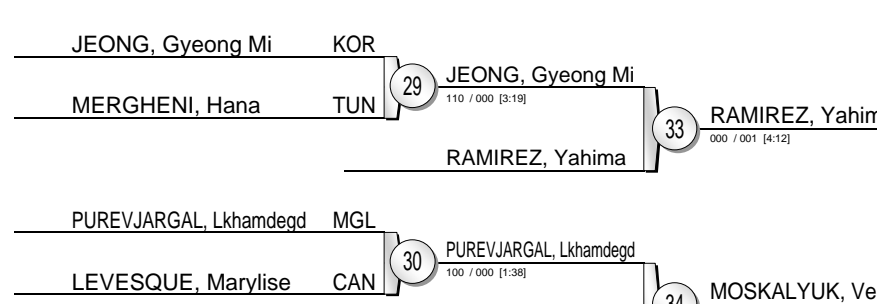 JEONG, Gyeong Mi KOR
29
JEONG, Gyeong Mi
110 / 000 [3:19]
MERGHENI, Hana TUN
33
RAMIREZ, Yahim
000 / 001 [4:12]
RAMIREZ, Yahima
PUREVJARGAL, Lkhamdegd MGL
30
PUREVJARGAL, Lkhamdegd
100 / 000 [1:38]
LEVESQUE, Marylise CAN
34
MOSKALYUK, Ve